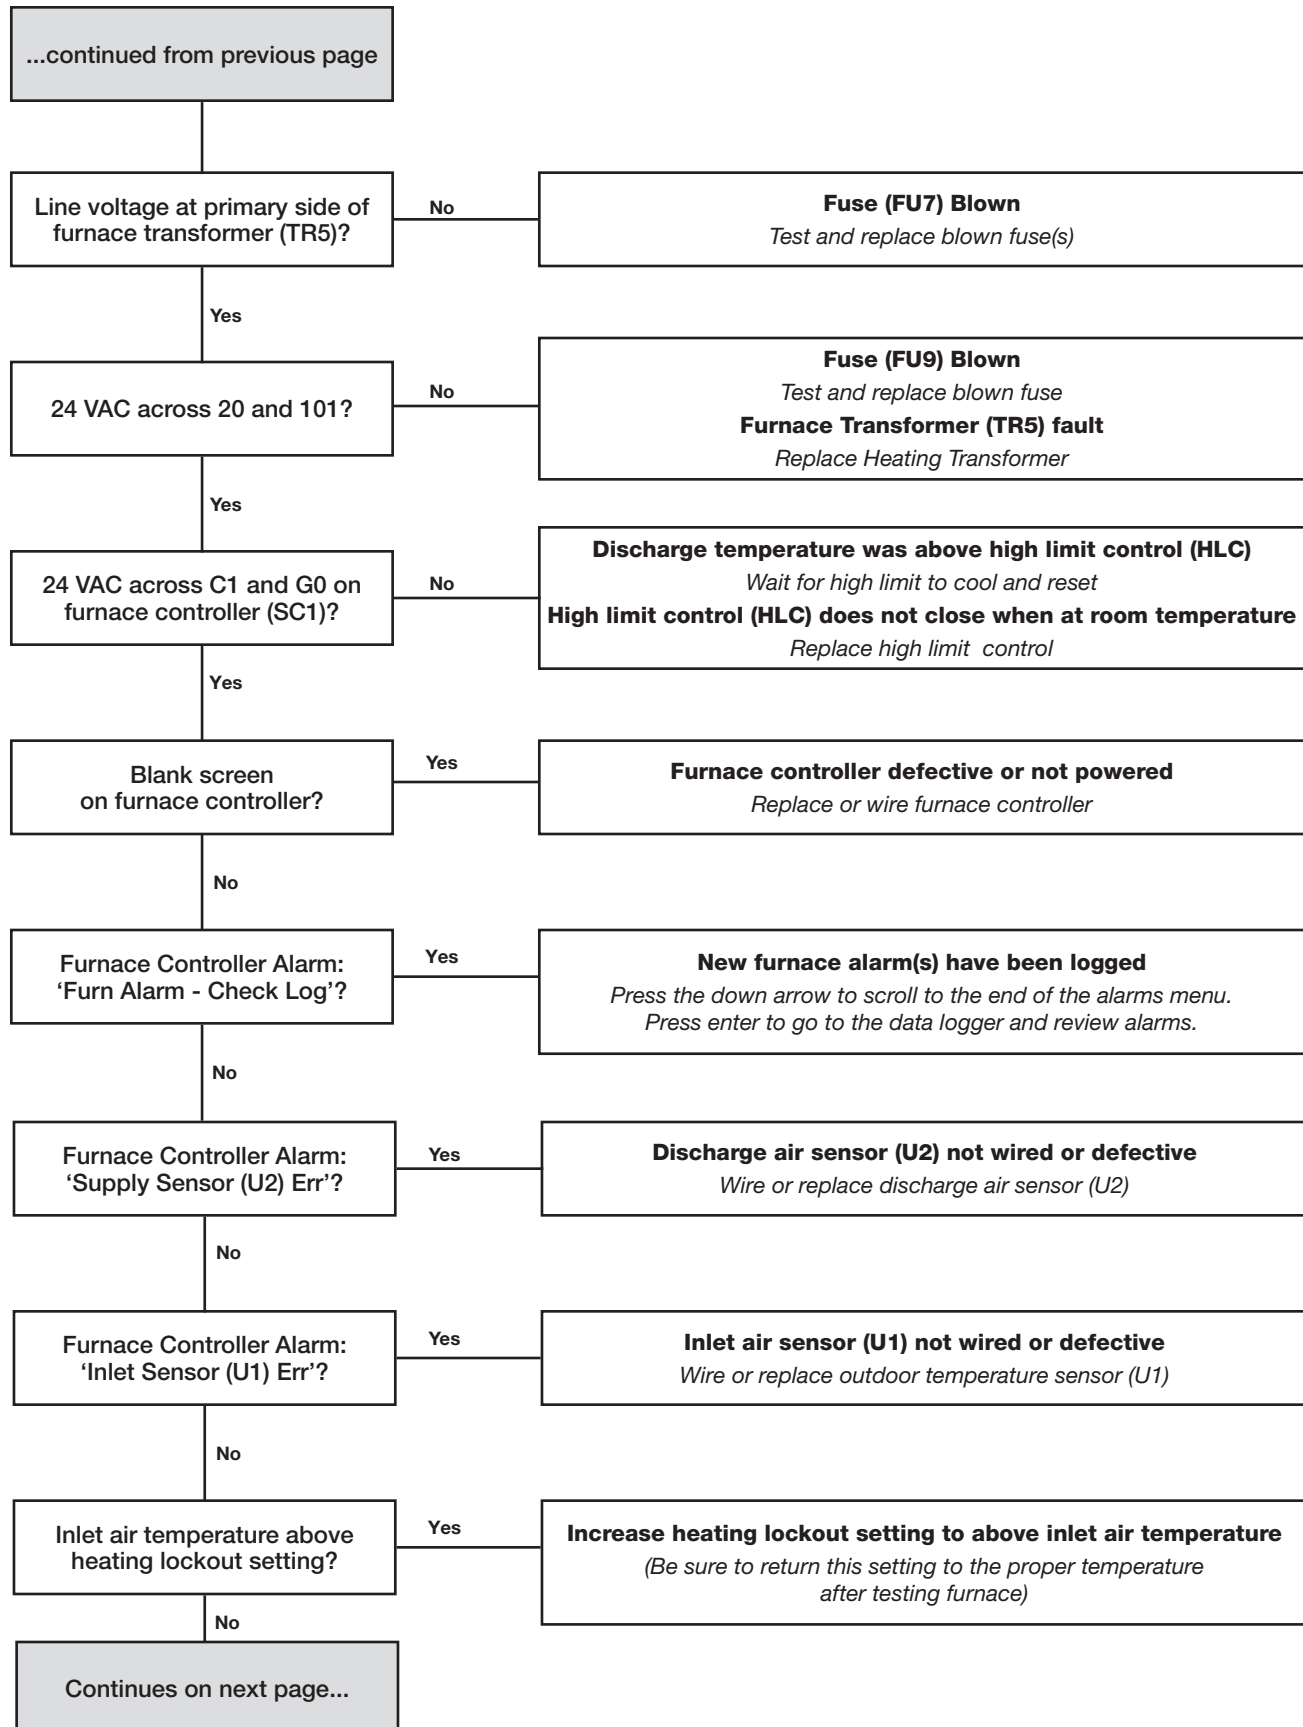 ...continued from previous page
Line voltage at primary side of
furnace transformer (TR5)?
No
Fuse (FU7) Blown
Test and replace blown fuse(s)
Yes
24 VAC across 20 and 101?
No
Fuse (FU9) Blown
Test and replace blown fuse
Furnace Transformer (TR5) fault
Replace Heating Transformer
Yes
24 VAC across C1 and G0 on
furnace controller (SC1)?
No
Discharge temperature was above high limit control (HLC)
Wait for high limit to cool and reset
High limit control (HLC) does not close when at room temperature
Replace high limit control
Yes
Blank screen
on furnace controller?
Yes
Furnace controller defective or not powered
Replace or wire furnace controller
No
Furnace Controller Alarm:
‘Furn Alarm - Check Log’?
Yes
New furnace alarm(s) have been logged
Press the down arrow to scroll to the end of the alarms menu.
Press enter to go to the data logger and review alarms.
No
Furnace Controller Alarm:
‘Supply Sensor (U2) Err’?
Yes
Discharge air sensor (U2) not wired or defective
Wire or replace discharge air sensor (U2)
No
Furnace Controller Alarm:
‘Inlet Sensor (U1) Err’?
Yes
Inlet air sensor (U1) not wired or defective
Wire or replace outdoor temperature sensor (U1)
No
Inlet air temperature above
heating lockout setting?
Yes
Increase heating lockout setting to above inlet air temperature
(Be sure to return this setting to the proper temperature
after testing furnace)
No
Continues on next page...